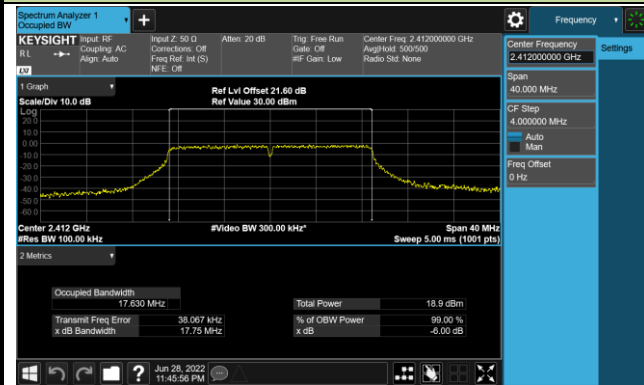 Spectrum Analyzer 1
Occupied BW
Frequency
KEYSIGHT
RL
LXI
Input: RF
Coupling: AC
Align: Auto
Input Z: 50 Ω
Corrections: Off
Freq Ref: Int (S)
NFE: Off
Atten: 20 dB
Trig: Free Run
Gate: Off
#IF Gain: Low
Center Freq: 2.412000000 GHz
Avg|Hold: 500/500
Radio Std: None
Center Frequency
2.412000000 GHz
Settings
Span
40.000 MHz
CF Step
4.000000 MHz
Auto
Man
Freq Offset
0 Hz
1 Graph
Scale/Div 10.0 dB
Ref Lvl Offset 21.60 dB
Ref Value 30.00 dBm
Log
20.0
10.0
0.00
-10.0
-20.0
-30.0
-40.0
-50.0
-60.0
Center 2.412 GHz
#Res BW 100.00 kHz
#Video BW 300.00 kHz*
Span 40 MHz
Sweep 5.00 ms (1001 pts)
2 Metrics
Occupied Bandwidth
17.630 MHz
Total Power 18.9 dBm
Transmit Freq Error 38.067 kHz
% of OBW Power 99.00 %
x dB Bandwidth 17.75 MHz
x dB -6.00 dB
?
Jun 28, 2022
11:45:56 PM